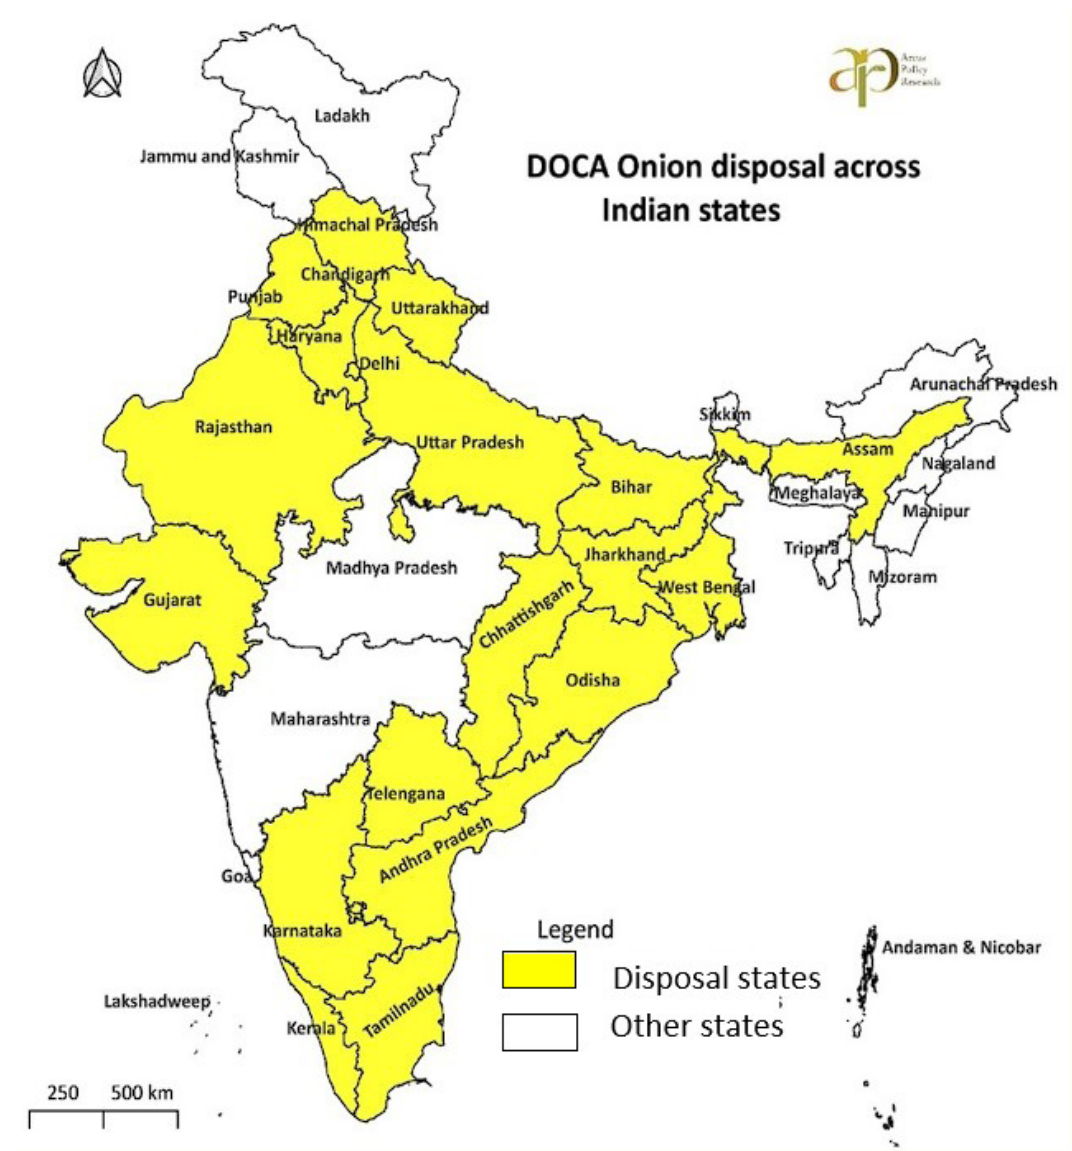 Arcus
Policy
Research
DOCA Onion disposal across
Indian states
Ladakh
Jammu and Kashmir
Himachal Pradesh
Chandigarh
Punjab
Uttarakhand
Haryana
Delhi
Rajasthan
Uttar Pradesh
Sikkim
Arunachal Pradesh
Assam
Nagaland
Bihar
Meghalaya
Manipur
Tripura
Jharkhand
Madhya Pradesh
Mizoram
West Bengal
Gujarat
Chhattishgarh
Odisha
Maharashtra
Telengana
Andhra Pradesh
Goa
Karnataka
Legend
Disposal states
Other states
Andaman & Nicobar
Lakshadweep
Kerala
Tamilnadu
250 500 km